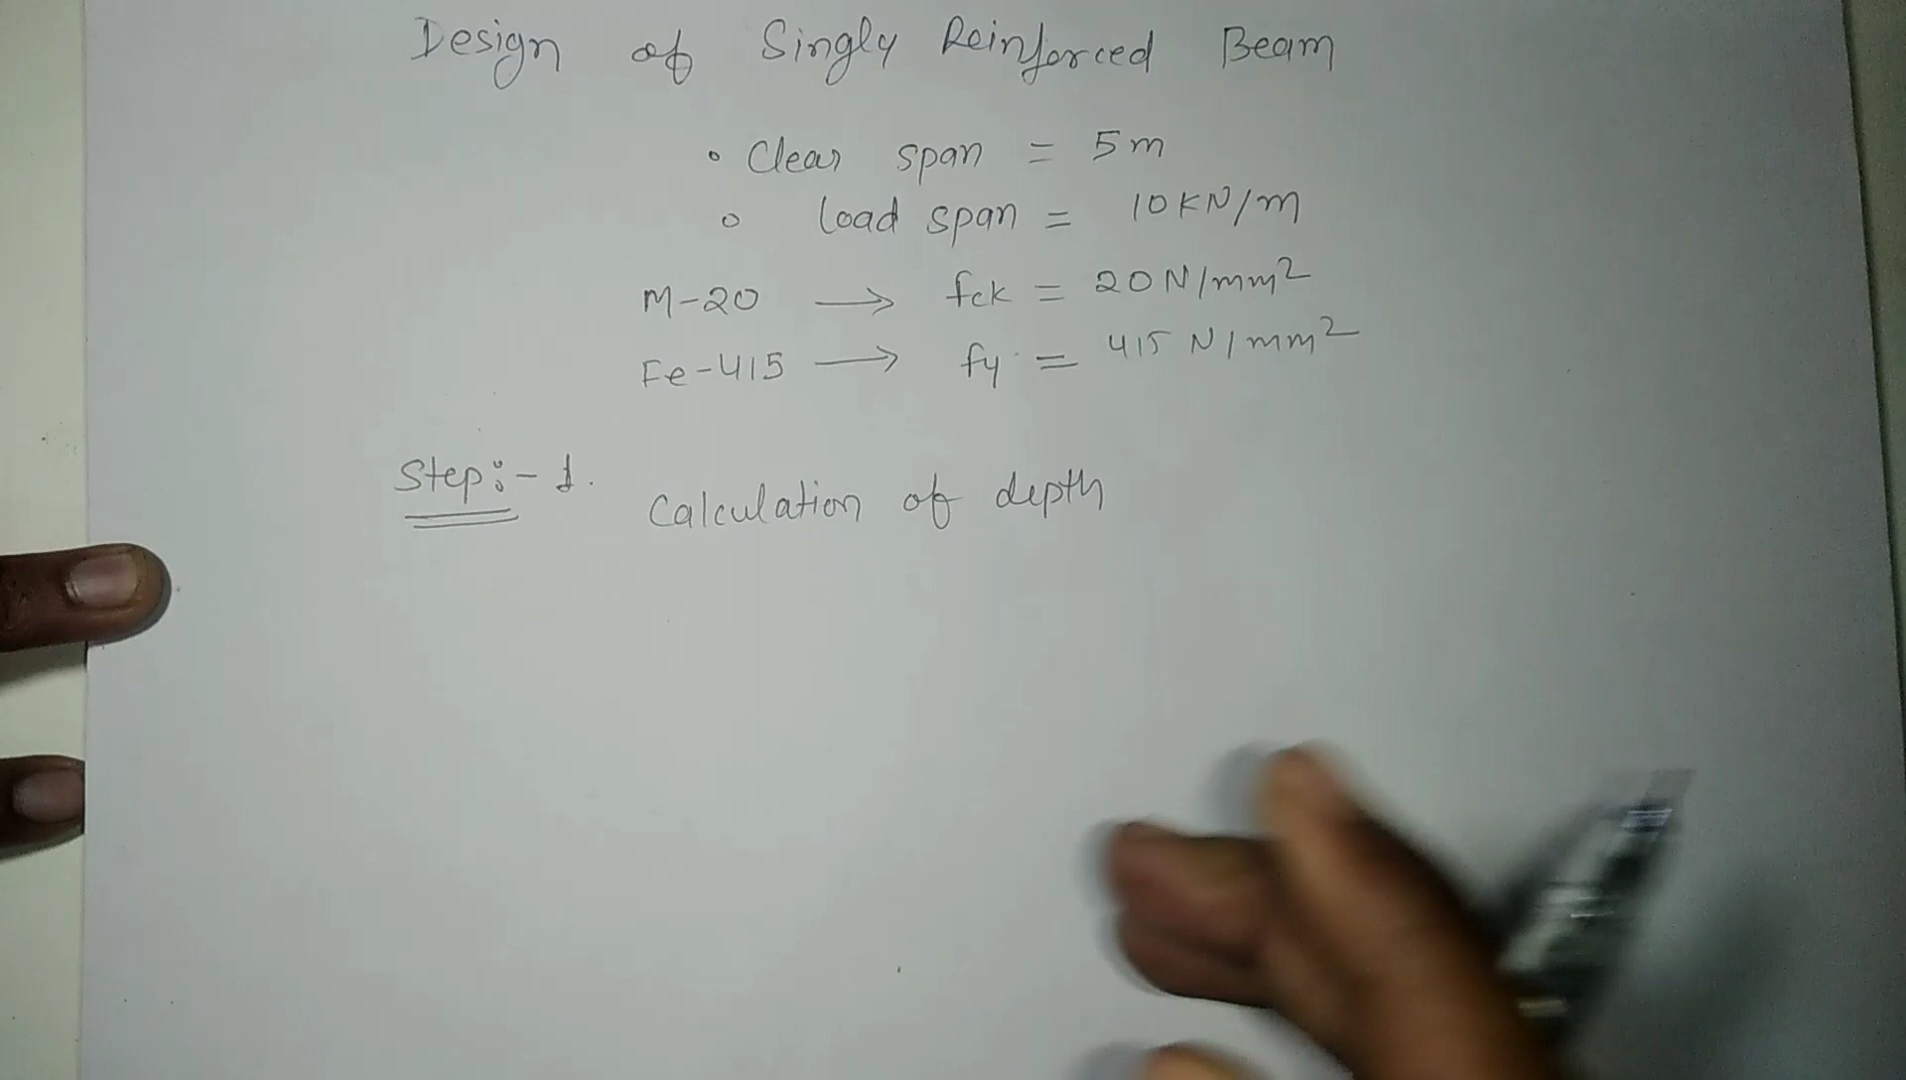 Design of Singly Reinforced Beam
• Clear span = 5m
∘ Load span = 10KN/m
M-20 → fck = 20N/mm²
Fe-415 → fy = 415 N/mm²
Step:- 1. Calculation of depth